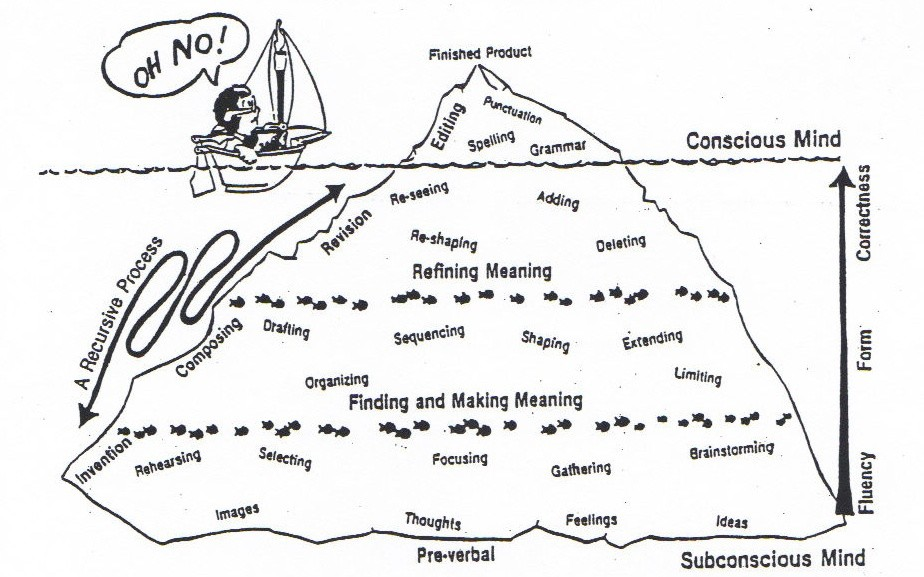 OH NO!
Finished Product
Editing
Punctuation
Spelling
Grammar
Conscious Mind
Re-seeing
Adding
Revision
Re-shaping
Deleting
Refining Meaning
A Recursive Process
Correctness
Composing
Drafting
Sequencing
Shaping
Extending
Form
Organizing
Limiting
Finding and Making Meaning
Invention
Rehearsing
Selecting
Focusing
Gathering
Brainstorming
Fluency
Images
Thoughts
Feelings
Ideas
Pre-verbal
Subconscious Mind